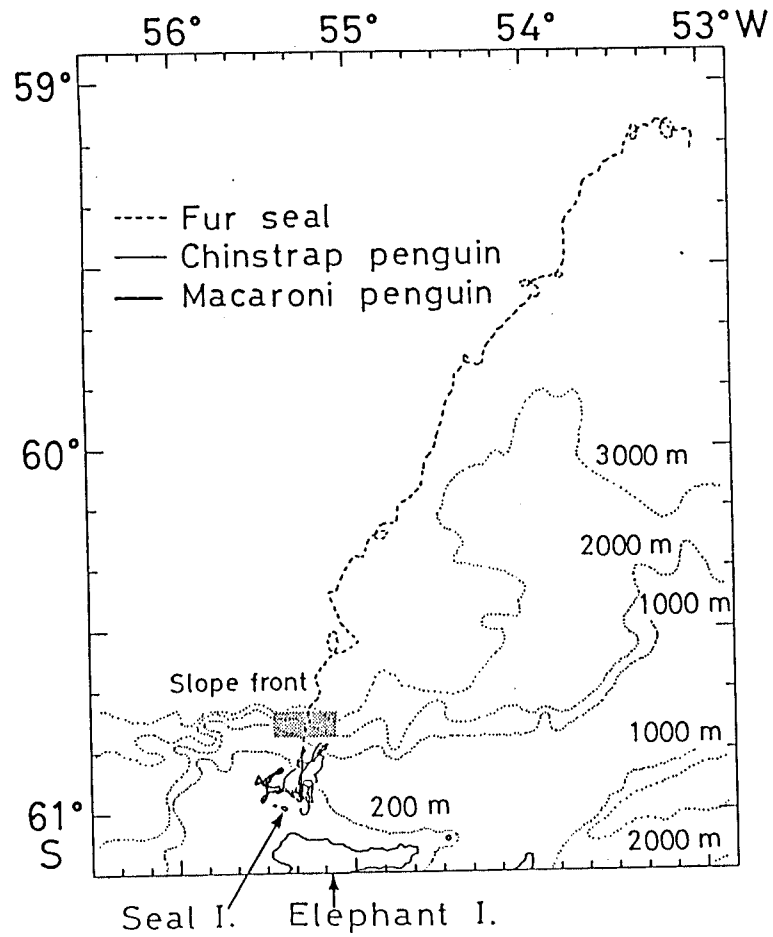 56° 55° 54° 53° W
59°
Fur seal
Chinstrap penguin
Macaroni penguin
60°
3000 m
2000 m
1000 m
Slope front
1000 m
61°
S
200 m
2000 m
Seal I. Elephant I.